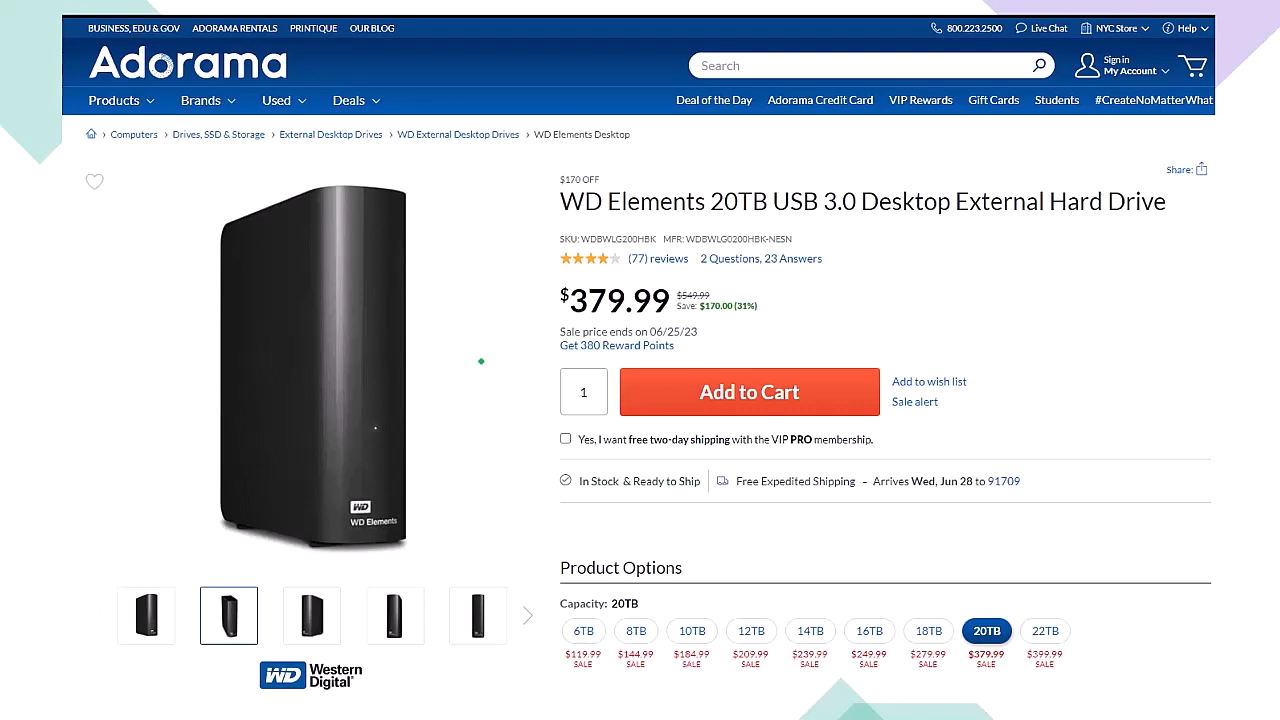 BUSINESS, EDU & GOV ADORAMA RENTALS PRINTIQUE OUR BLOG 800.223.2500 Live Chat NYC Store Help
Adorama Search Sign in
My Account
Products Brands Used Deals Deal of the Day Adorama Credit Card VIP Rewards Gift Cards Students #CreateNoMatterWhat
Computers › Drives, SSD & Storage › External Desktop Drives › WD External Desktop Drives › WD Elements Desktop
Share:
$170 OFF
WD Elements 20TB USB 3.0 Desktop External Hard Drive
SKU: WDBWLG200HBK MFR: WDBWLG0200HBK-NESN
(77) reviews 2 Questions, 23 Answers
$379.99 $549.99
Save: $170.00 (31%)
Sale price ends on 06/25/23
Get 380 Reward Points
1 Add to Cart Add to wish list
Sale alert
Yes, I want free two-day shipping with the VIP PRO membership.
In Stock & Ready to Ship Free Expedited Shipping - Arrives Wed, Jun 28 to 91709
WD
WD Elements
Product Options
Capacity: 20TB
6TB 8TB 10TB 12TB 14TB 16TB 18TB 20TB 22TB
$119.99 $144.99 $184.99 $209.99 $239.99 $249.99 $279.99 $379.99 $399.99
SALE SALE SALE SALE SALE SALE SALE SALE SALE
WD Western
Digital®